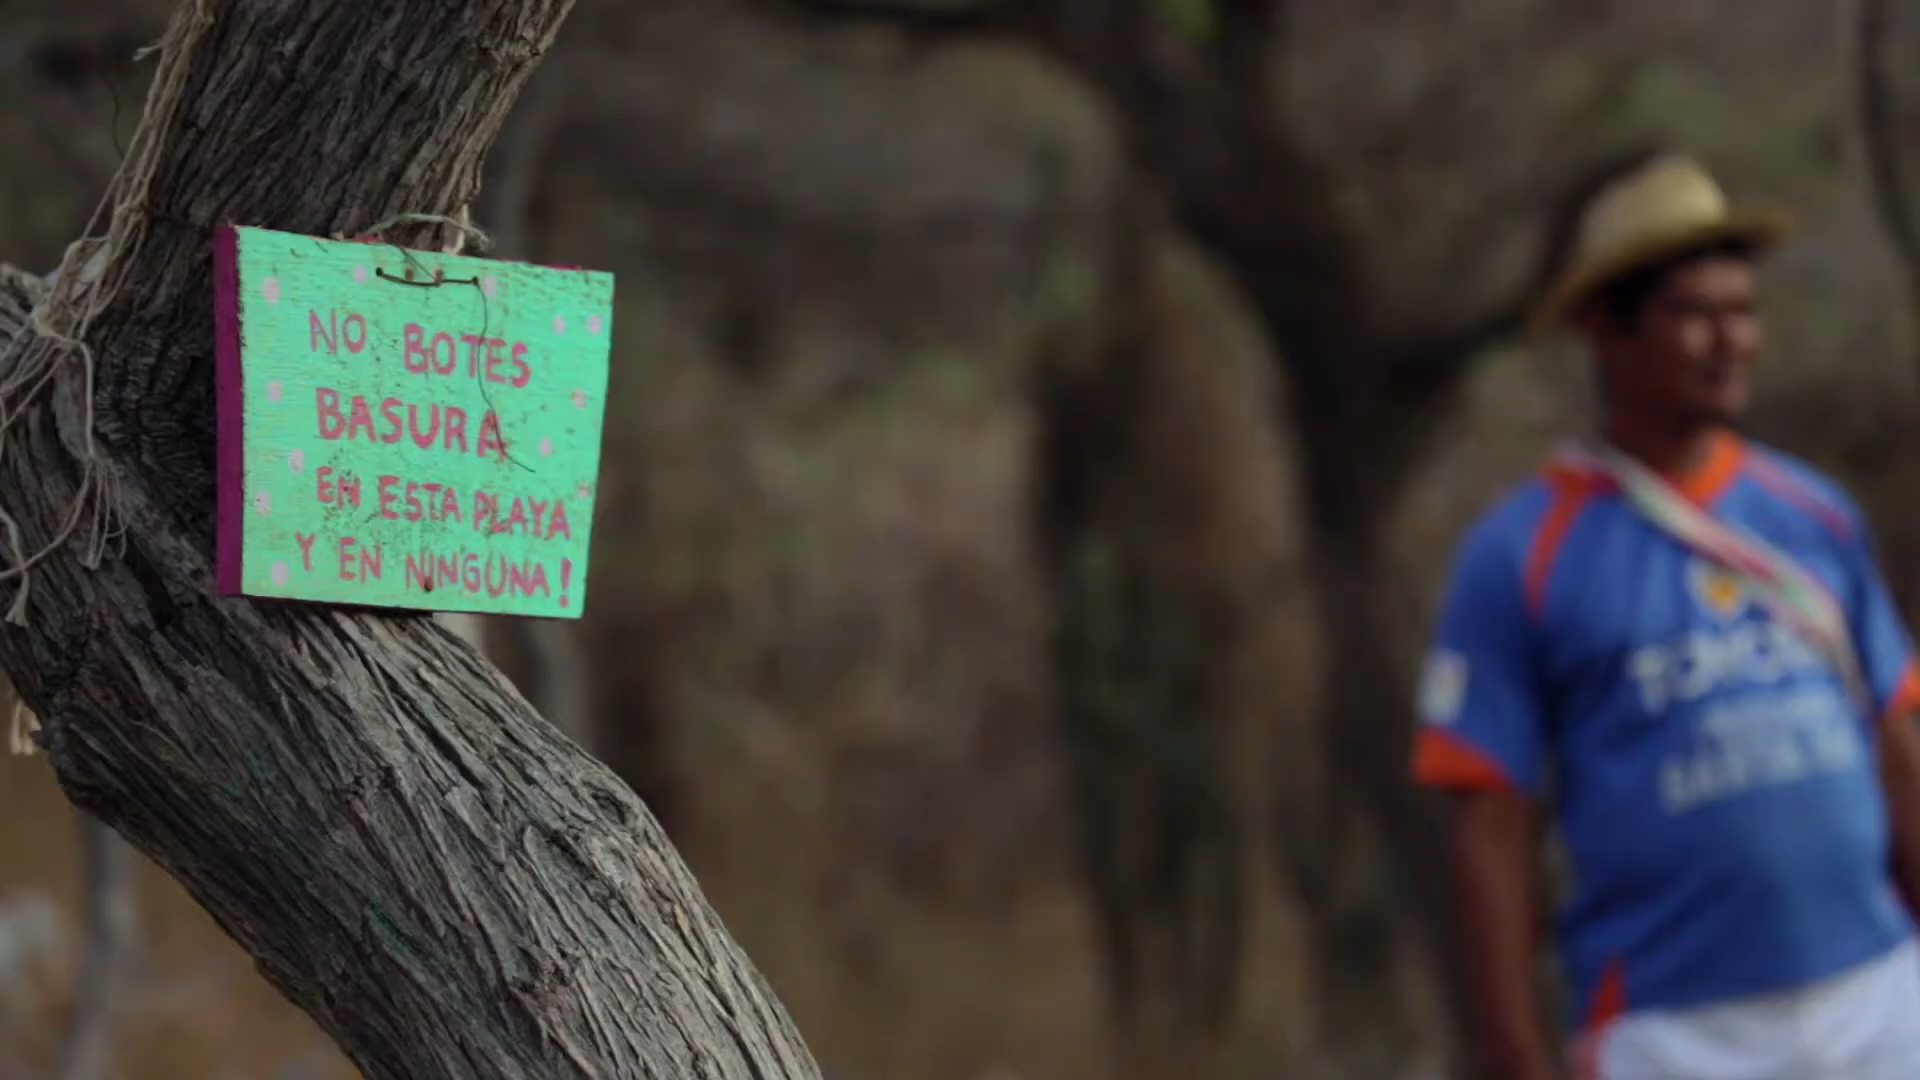 NO BOTES
BASURA
EN ESTA PLAYA
Y EN NINGUNA!